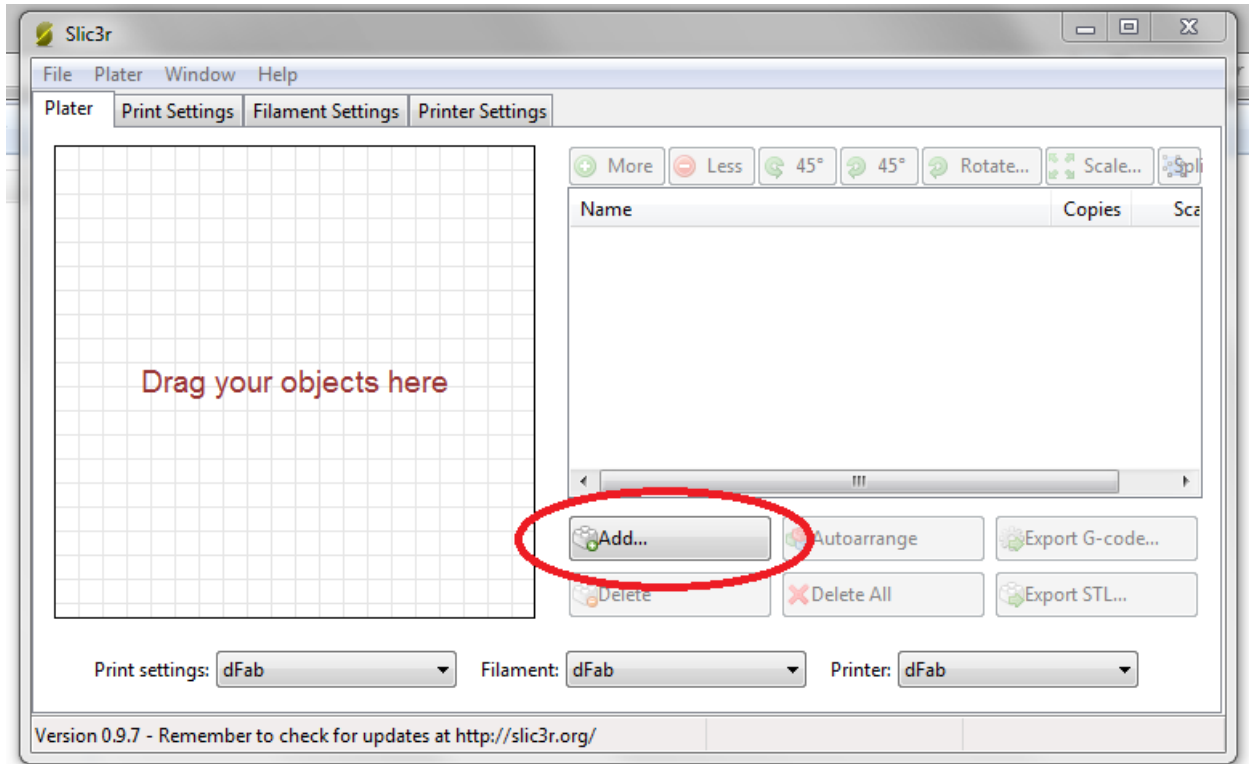 Slic3r
File Plater Window Help
Plater Print Settings Filament Settings Printer Settings
More Less 45° 45° Rotate... Scale... Spli
Name Copies Sca
Drag your objects here
Add... Autoarrange Export G-code...
Delete Delete All Export STL...
Print settings: dFab Filament: dFab Printer: dFab
Version 0.9.7 - Remember to check for updates at http://slic3r.org/